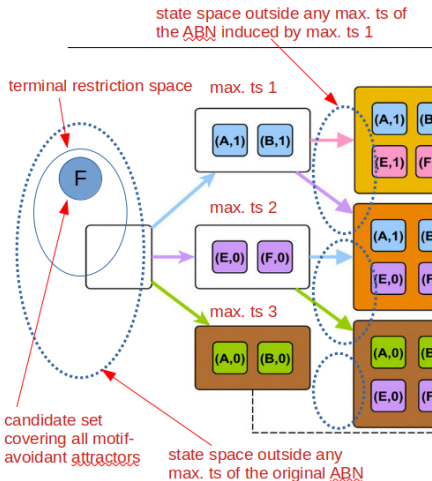 state space outside any max. ts of
the ABN induced by max. ts 1
terminal restriction space
max. ts 1
(A,1) (B,1)
(A,1) (B
(E,1) (F
F
max. ts 2
(E,0) (F,0)
(A,1) (B
(E,0) (F
max. ts 3
(A,0) (B,0)
(A,0) (B
(E,0) (F
candidate set
covering all motif-
avoidant attractors
state space outside any
max. ts of the original ABN